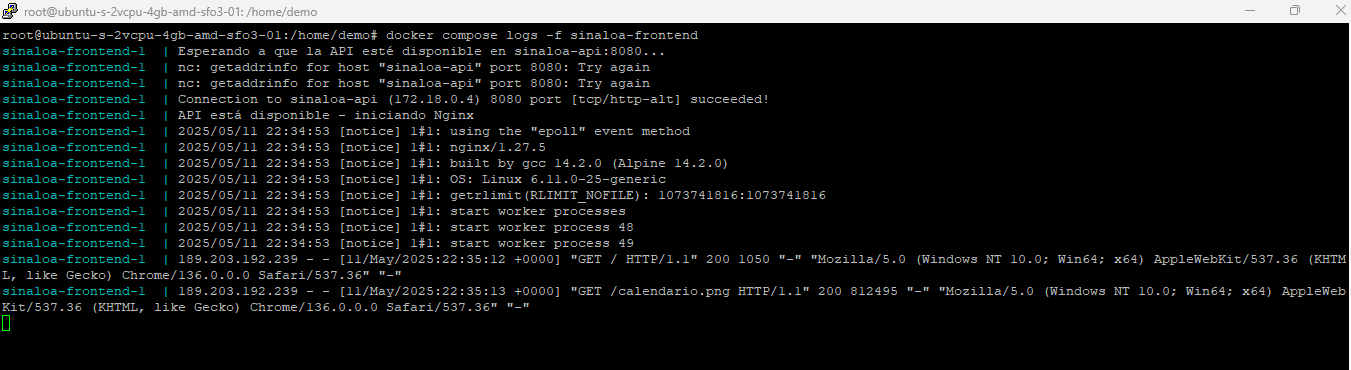 root@ubuntu-s-2vcpu-4gb-amd-sfo3-01: /home/demo
root@ubuntu-s-2vcpu-4gb-amd-sfo3-01:/home/demo# docker compose logs -f sinaloa-frontend
sinaloa-frontend-1  | Esperando a que la API esté disponible en sinaloa-api:8080...
sinaloa-frontend-1  | nc: getaddrinfo for host "sinaloa-api" port 8080: Try again
sinaloa-frontend-1  | nc: getaddrinfo for host "sinaloa-api" port 8080: Try again
sinaloa-frontend-1  | Connection to sinaloa-api (172.18.0.4) 8080 port [tcp/http-alt] succeeded!
sinaloa-frontend-1  | API está disponible - iniciando Nginx
sinaloa-frontend-1  | 2025/05/11 22:34:53 [notice] 1#1: using the "epoll" event method
sinaloa-frontend-1  | 2025/05/11 22:34:53 [notice] 1#1: nginx/1.27.5
sinaloa-frontend-1  | 2025/05/11 22:34:53 [notice] 1#1: built by gcc 14.2.0 (Alpine 14.2.0)
sinaloa-frontend-1  | 2025/05/11 22:34:53 [notice] 1#1: OS: Linux 6.11.0-25-generic
sinaloa-frontend-1  | 2025/05/11 22:34:53 [notice] 1#1: getrlimit(RLIMIT_NOFILE): 1073741816:1073741816
sinaloa-frontend-1  | 2025/05/11 22:34:53 [notice] 1#1: start worker processes
sinaloa-frontend-1  | 2025/05/11 22:34:53 [notice] 1#1: start worker process 48
sinaloa-frontend-1  | 2025/05/11 22:34:53 [notice] 1#1: start worker process 49
sinaloa-frontend-1  | 189.203.192.239 - - [11/May/2025:22:35:12 +0000] "GET / HTTP/1.1" 200 1050 "-" "Mozilla/5.0 (Windows NT 10.0; Win64; x64) AppleWebKit/537.36 (KHTM
L, like Gecko) Chrome/136.0.0.0 Safari/537.36" "-"
sinaloa-frontend-1  | 189.203.192.239 - - [11/May/2025:22:35:13 +0000] "GET /calendario.png HTTP/1.1" 200 812495 "-" "Mozilla/5.0 (Windows NT 10.0; Win64; x64) AppleWeb
Kit/537.36 (KHTML, like Gecko) Chrome/136.0.0.0 Safari/537.36" "-"